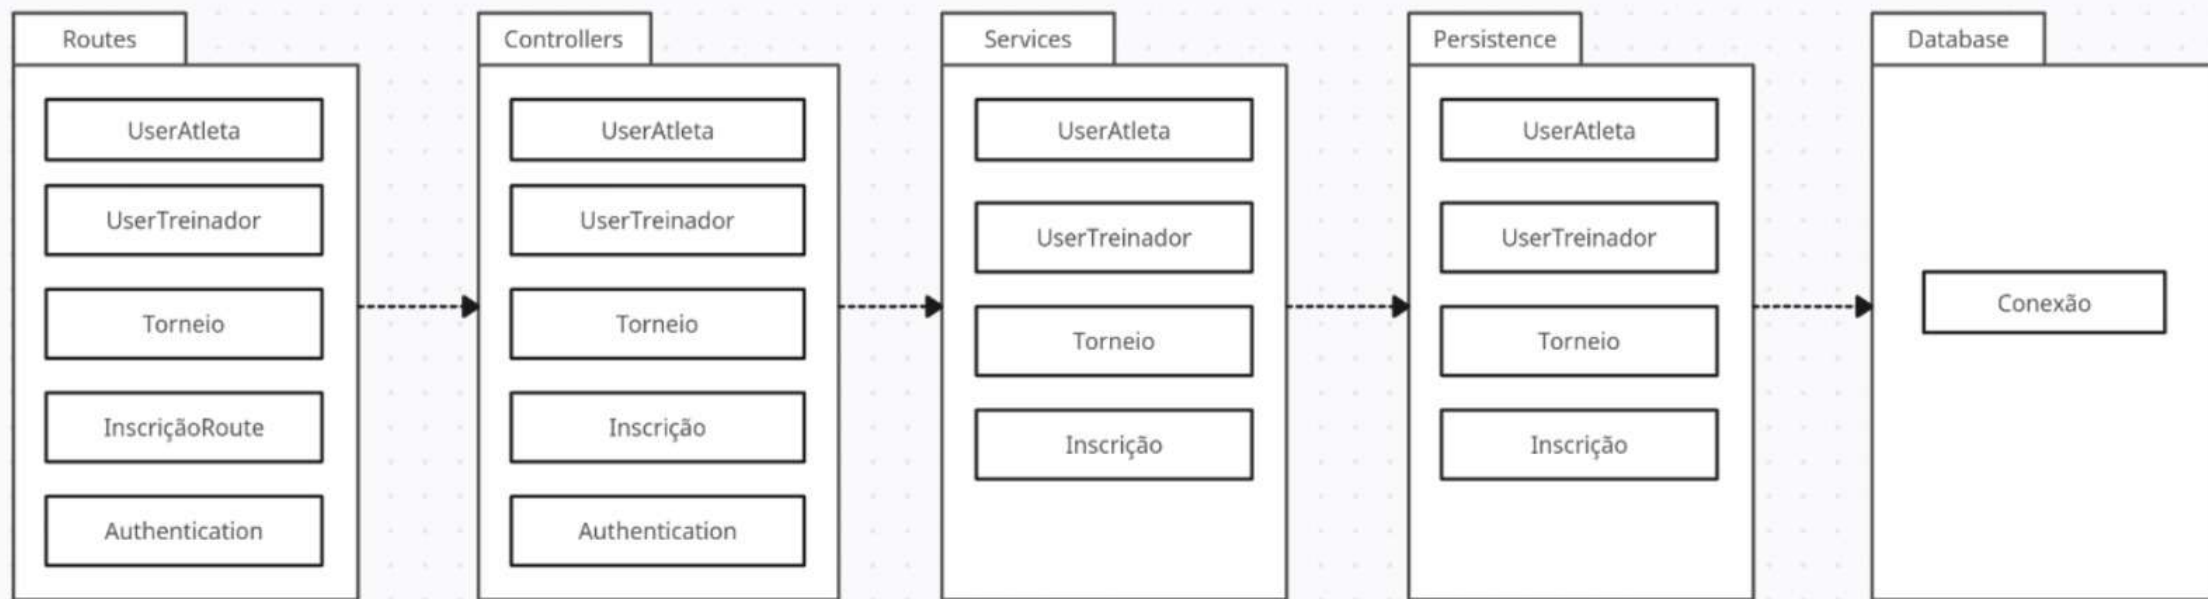 Routes
UserAtleta
UserTreinador
Torneio
InscriçãoRoute
Authentication
Controllers
UserAtleta
UserTreinador
Torneio
Inscrição
Authentication
Services
UserAtleta
UserTreinador
Torneio
Inscrição
Persistence
UserAtleta
UserTreinador
Torneio
Inscrição
Database
Conexão